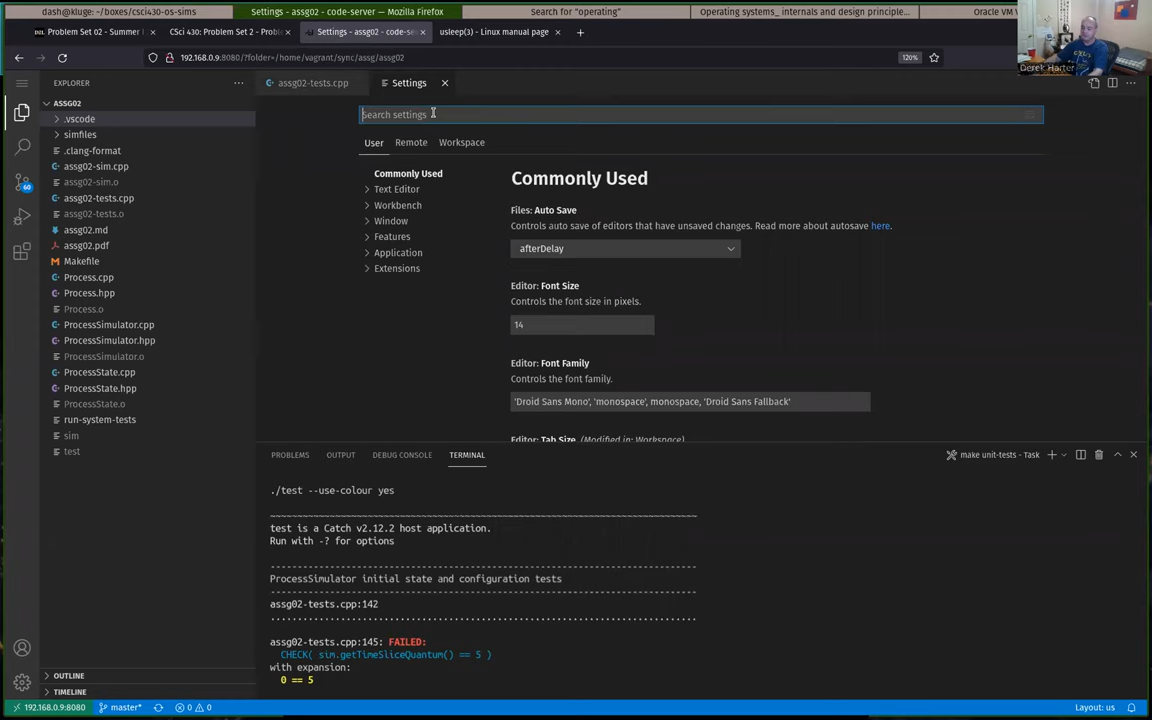 dash@kluge: ~/boxes/csci430-os-sims
Settings - assg02 - code-server — Mozilla Firefox
Search for "operating"
Operating systems_ internals and design principle...
Oracle VM V
Problem Set 02 - Summer
CSci 430: Problem Set 2 - Proble
Settings - assg02 - code-se
usleep(3) - Linux manual page
192.168.0.9:8080/?folder=/home/vagrant/sync/assg/assg02
120%
Derek Harter
EXPLORER
assg02-tests.cpp
Settings
ASSG02
.vscode
simfiles
.clang-format
assg02-sim.cpp
assg02-sim.o
assg02-tests.cpp
assg02-tests.o
assg02.md
assg02.pdf
Makefile
Process.cpp
Process.hpp
Process.o
ProcessSimulator.cpp
ProcessSimulator.hpp
ProcessSimulator.o
ProcessState.cpp
ProcessState.hpp
ProcessState.o
run-system-tests
sim
test
OUTLINE
TIMELINE
60
Search settings
User
Remote
Workspace
Commonly Used
Text Editor
Workbench
Window
Features
Application
Extensions
Commonly Used
Files: Auto Save
Controls auto save of editors that have unsaved changes. Read more about autosave here.
afterDelay
Editor: Font Size
Controls the font size in pixels.
14
Editor: Font Family
Controls the font family.
'Droid Sans Mono', 'monospace', monospace, 'Droid Sans Fallback'
Editor: Tab Size (Modified in: Workspace)
PROBLEMS
OUTPUT
DEBUG CONSOLE
TERMINAL
make unit-tests - Task
./test --use-colour yes
~~~~~~~~~~~~~~~~~~~~~~~~~~~~~~~~~~~~~~~~~~~~~~~~~~~~~~~~~~~~~~~~~~~~~~~~~~~~~~~
test is a Catch v2.12.2 host application.
Run with -? for options
-------------------------------------------------------------------------------
ProcessSimulator initial state and configuration tests
-------------------------------------------------------------------------------
assg02-tests.cpp:142
...............................................................................
assg02-tests.cpp:145: FAILED:
CHECK( sim.getTimeSliceQuantum() == 5 )
with expansion:
0 == 5
192.168.0.9:8080
master*
0
0
Layout: us